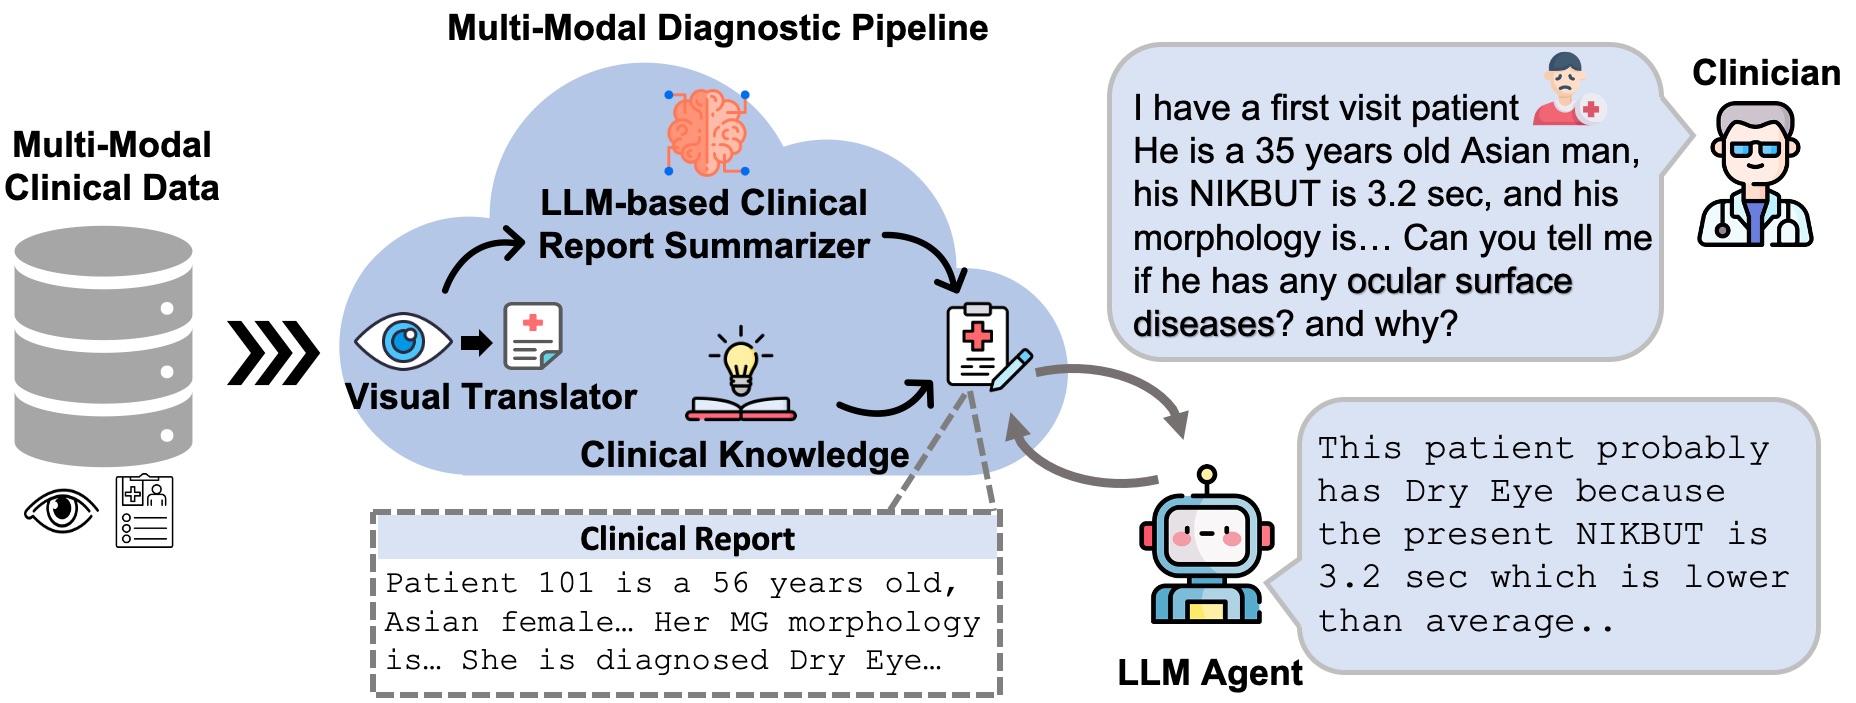 Multi-Modal Diagnostic Pipeline
Multi-Modal
Clinical Data
LLM-based Clinical
Report Summarizer
Visual Translator
Clinical Knowledge
Clinical Report
Patient 101 is a 56 years old,
Asian female… Her MG morphology
is… She is diagnosed Dry Eye…
Clinician
I have a first visit patient
He is a 35 years old Asian man,
his NIKBUT is 3.2 sec, and his
morphology is… Can you tell me
if he has any ocular surface
diseases? and why?
This patient probably
has Dry Eye because
the present NIKBUT is
3.2 sec which is lower
than average..
LLM Agent